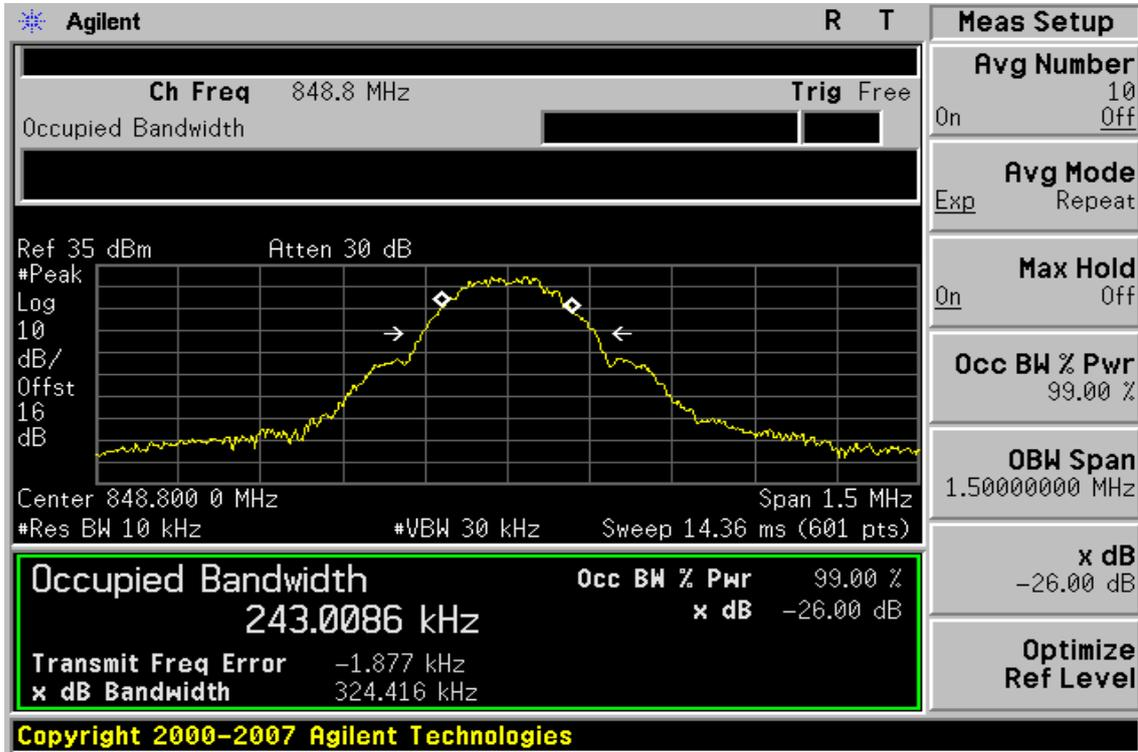 Agilent R T
Ch Freq 848.8 MHz Trig Free
Occupied Bandwidth
Ref 35 dBm Atten 30 dB
#Peak
Log
10
dB/
Offst
16
dB
Center 848.800 0 MHz Span 1.5 MHz
#Res BW 10 kHz #VBW 30 kHz Sweep 14.36 ms (601 pts)
Occupied Bandwidth
243.0086 kHz
Occ BW % Pwr 99.00 %
x dB -26.00 dB
Transmit Freq Error -1.877 kHz
x dB Bandwidth 324.416 kHz
Copyright 2000-2007 Agilent Technologies
Meas Setup
Avg Number
10
On Off
Avg Mode
Exp Repeat
Max Hold
On Off
Occ BW % Pwr
99.00 %
OBW Span
1.50000000 MHz
x dB
-26.00 dB
Optimize
Ref Level